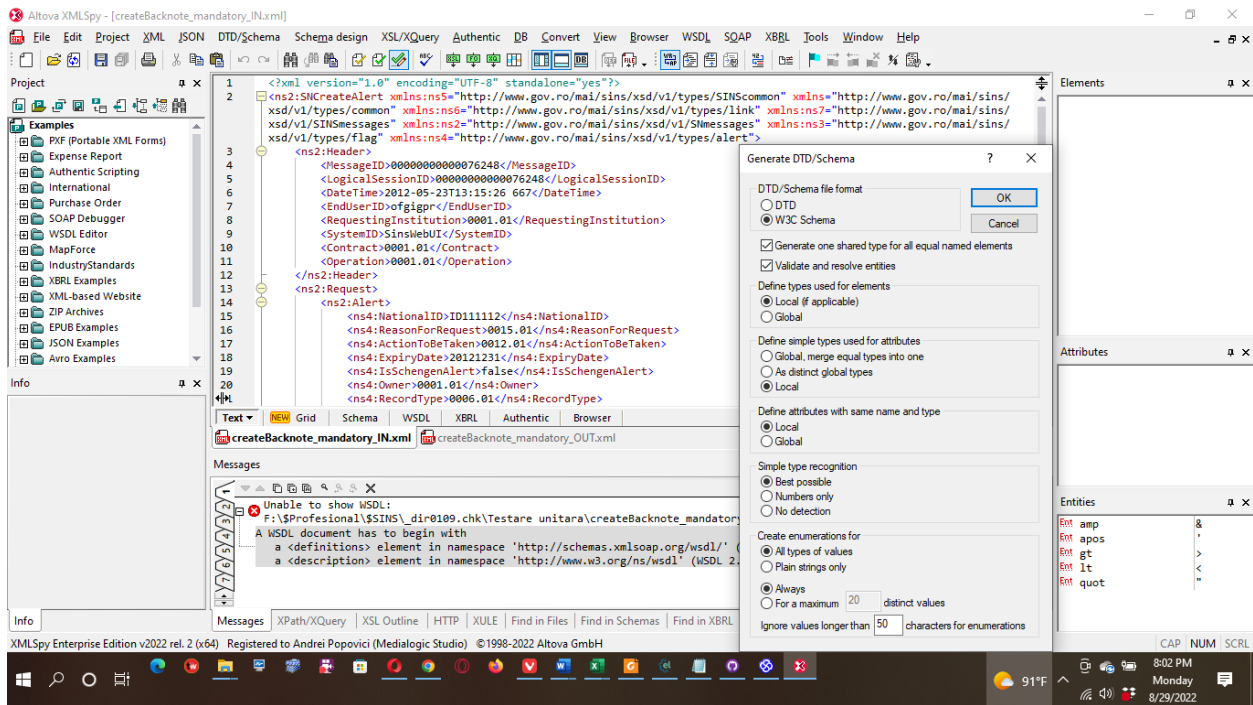 Altova XMLSpy - [createBacknote_mandatory_IN.xml]
File Edit Project XML JSON DTD/Schema Schema design XSL/XQuery Authentic DB Convert View Browser WSDL SOAP XBRL Tools Window Help
Project
Examples
PXF (Portable XML Forms)
Expense Report
Authentic Scripting
International
Purchase Order
SOAP Debugger
WSDL Editor
MapForce
IndustryStandards
XBRL Examples
XML-based Website
ZIP Archives
EPUB Examples
JSON Examples
Avro Examples
Info
Info
1 <?xml version="1.0" encoding="UTF-8" standalone="yes"?>
2 <ns2:SNCreateAlert xmlns:ns5="http://www.gov.ro/mai/sins/xsd/v1/types/SINScommon" xmlns="http://www.gov.ro/mai/sins/
xsd/v1/types/common" xmlns:ns6="http://www.gov.ro/mai/sins/xsd/v1/types/link" xmlns:ns7="http://www.gov.ro/mai/sins/
xsd/v1/SINSmessages" xmlns:ns2="http://www.gov.ro/mai/sins/xsd/v1/SNmessages" xmlns:ns3="http://www.gov.ro/mai/sins/
xsd/v1/types/flag" xmlns:ns4="http://www.gov.ro/mai/sins/xsd/v1/types/alert">
3 <ns2:Header>
4 <MessageID>00000000000076248</MessageID>
5 <LogicalSessionID>00000000000076248</LogicalSessionID>
6 <DateTime>2012-05-23T13:15:26 667</DateTime>
7 <EndUserID>ofgigpr</EndUserID>
8 <RequestingInstitution>0001.01</RequestingInstitution>
9 <SystemID>SinsWebUI</SystemID>
10 <Contract>0001.01</Contract>
11 <Operation>0001.01</Operation>
12 </ns2:Header>
13 <ns2:Request>
14 <ns2:Alert>
15 <ns4:NationalID>ID111112</ns4:NationalID>
16 <ns4:ReasonForRequest>0015.01</ns4:ReasonForRequest>
17 <ns4:ActionToBeTaken>0012.01</ns4:ActionToBeTaken>
18 <ns4:ExpiryDate>20121231</ns4:ExpiryDate>
19 <ns4:IsSchengenAlert>false</ns4:IsSchengenAlert>
20 <ns4:Owner>0001.01</ns4:Owner>
<ns4:RecordType>0006.01</ns4:RecordType>
Text NEW Grid Schema WSDL XBRL Authentic Browser
createBacknote_mandatory_IN.xml createBacknote_mandatory_OUT.xml
Messages
1
2
3
4
5
6
7
Unable to show WSDL:
F:\$Profesional\$SINS\_dir0109.chk\Testare unitara\createBacknote_mandatory
A WSDL document has to begin with
a <definitions> element in namespace 'http://schemas.xmlsoap.org/wsdl/' (
a <description> element in namespace 'http://www.w3.org/ns/wsdl' (WSDL 2.
Messages XPath/XQuery XSL Outline HTTP XULE Find in Files Find in Schemas Find in XBRL
Generate DTD/Schema ?
DTD/Schema file format
DTD
W3C Schema
OK
Cancel
Generate one shared type for all equal named elements
Validate and resolve entities
Define types used for elements
Local (if applicable)
Global
Define simple types used for attributes
Global, merge equal types into one
As distinct global types
Local
Define attributes with same name and type
Local
Global
Simple type recognition
Best possible
Numbers only
No detection
Create enumerations for
All types of values
Plain strings only
Always
For a maximum 20 distinct values
Ignore values longer than 50 characters for enumerations
Elements
Attributes
Entities
Ent amp &
Ent apos '
Ent gt >
Ent lt <
Ent quot "
XMLSpy Enterprise Edition v2022 rel. 2 (x64) Registered to Andrei Popovici (Medialogic Studio) ©1998-2022 Altova GmbH
CAP NUM SCRL
91°F
8:02 PM
Monday
8/29/2022